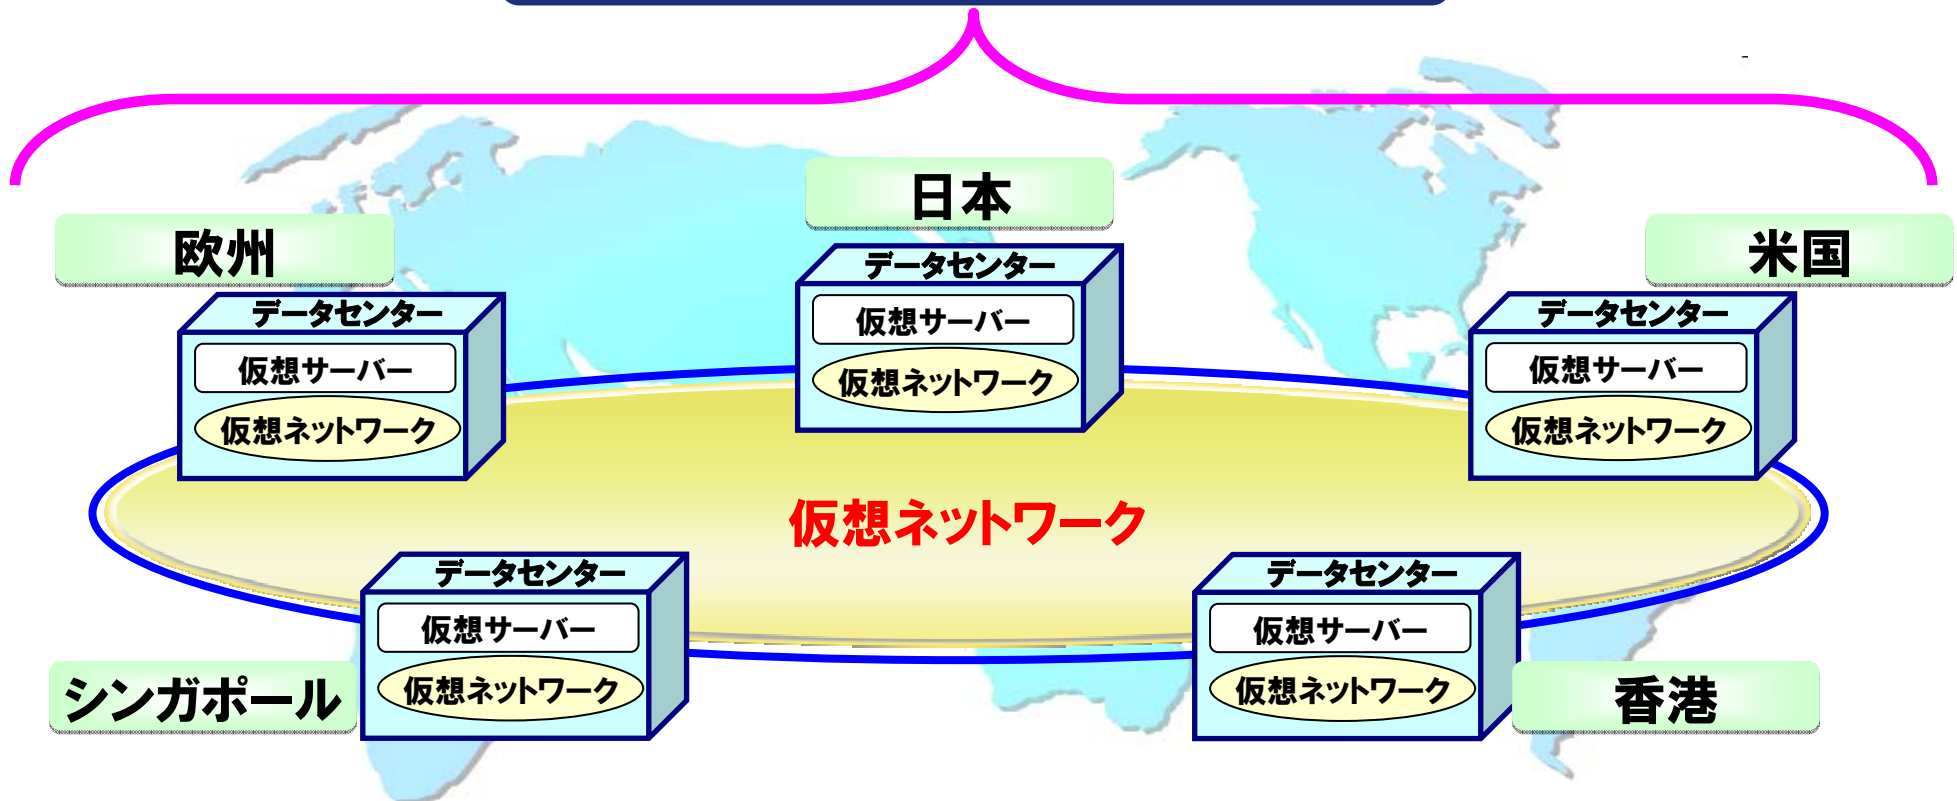 日本
欧州
米国
データセンター
仮想サーバー
仮想ネットワーク
データセンター
仮想サーバー
仮想ネットワーク
データセンター
仮想サーバー
仮想ネットワーク
仮想ネットワーク
データセンター
仮想サーバー
仮想ネットワーク
データセンター
仮想サーバー
仮想ネットワーク
シンガポール
香港